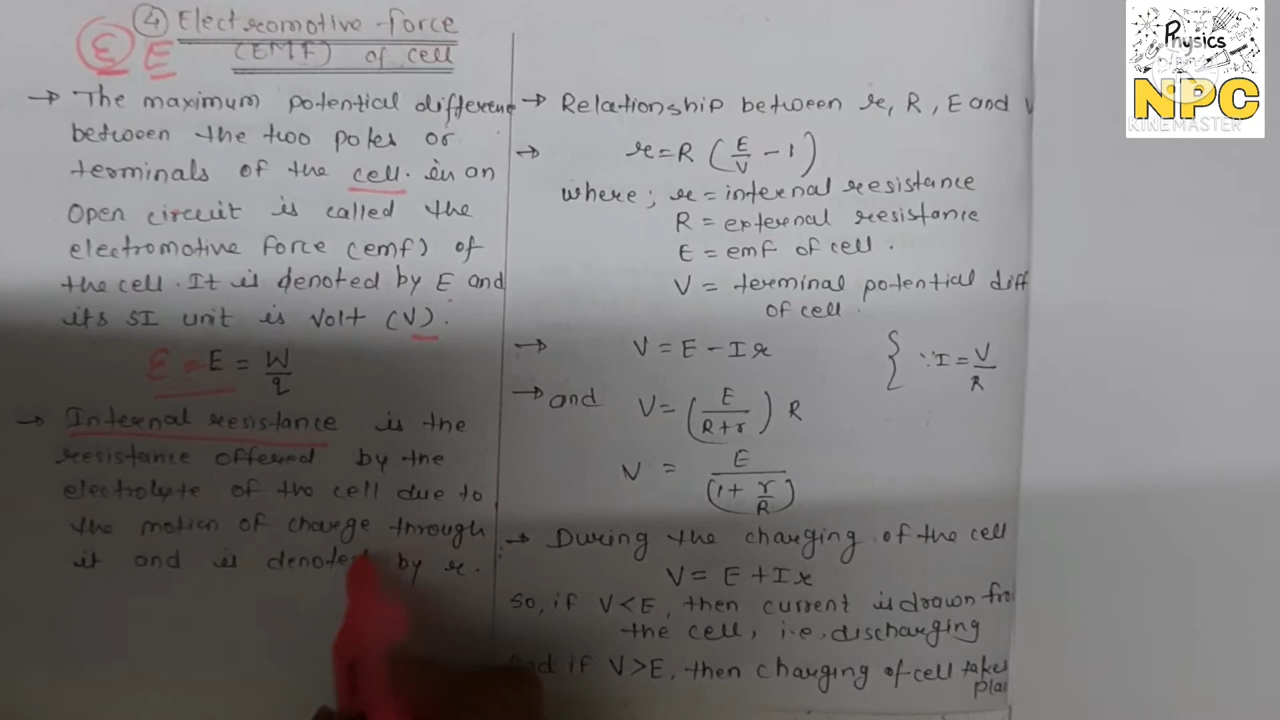 ④ Electromotive force
(EMF) of cell
ε E
→ The maximum potential difference
between the two poles or
terminals of the cell. in an
open circuit is called the
electromotive force (emf) of
the cell. It is denoted by E and
its SI unit is Volt (V).
ε = E = W/q
→ Internal resistance is the
resistance offered by the
electrolyte of the cell due to
the motion of charge through
it and is denoted by r.
→ Relationship between r, R, E and V
→ r = R (E/V - 1)
where; r = internal resistance
R = external resistance
E = emf of cell.
V = terminal potential diff
of cell.
→ V = E - Ir { ∵ I = V/R
→ and V = (E/(R+r)) R
V = E/(1 + r/R)
→ During the charging of the cell
V = E + Ir
So, if V < E, then current is drawn fro
the cell, i.e. discharging
And if V > E, then charging of cell takes
pla
Physics
NPC
KINEMASTER